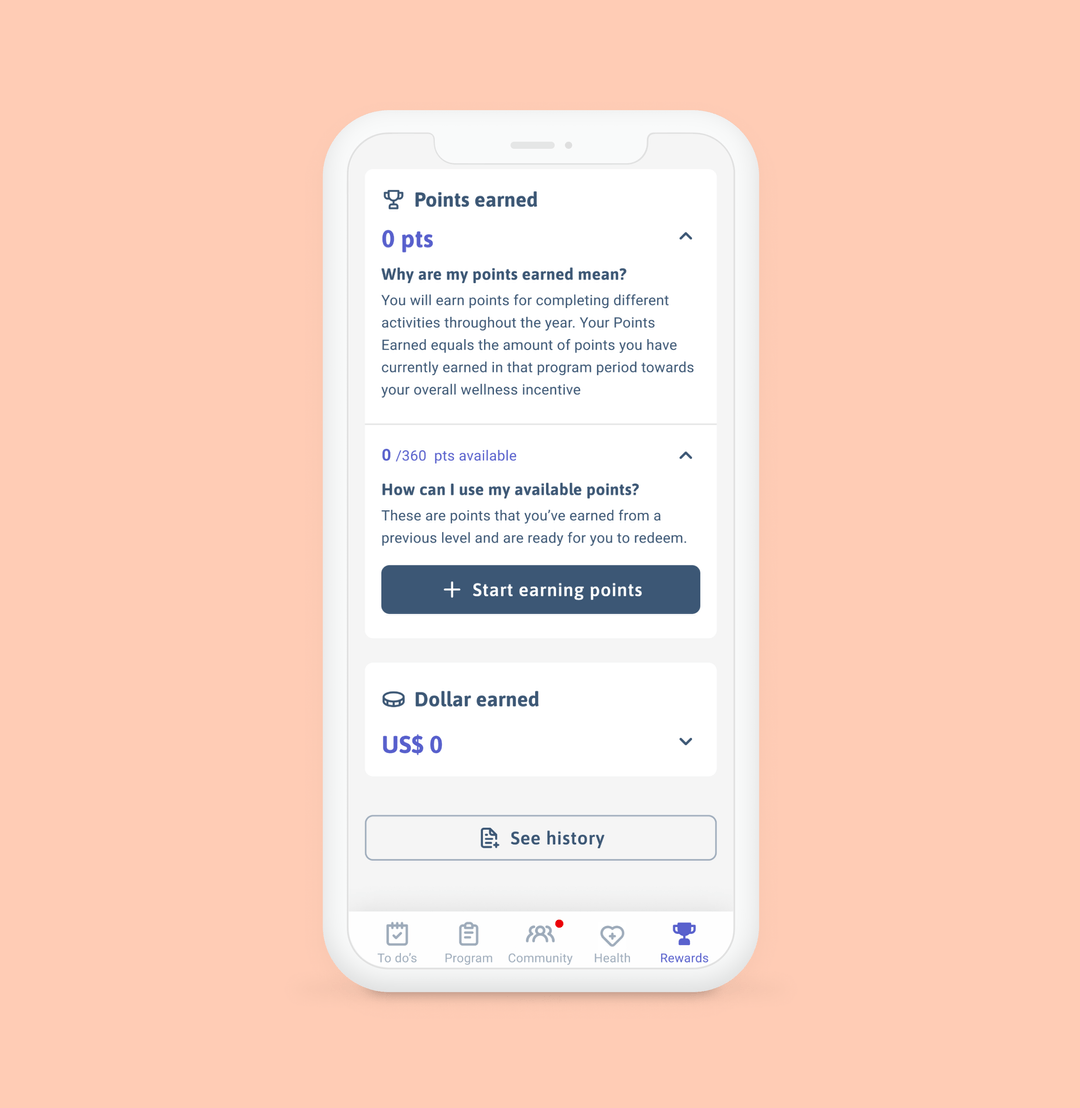 Points earned
0 pts
Why are my points earned mean?
You will earn points for completing different
activities throughout the year. Your Points
Earned equals the amount of points you have
currently earned in that program period towards
your overall wellness incentive
0 /360 pts available
How can I use my available points?
These are points that you’ve earned from a
previous level and are ready for you to redeem.
Start earning points
Dollar earned
US$ 0
See history
To do’s Program Community Health Rewards